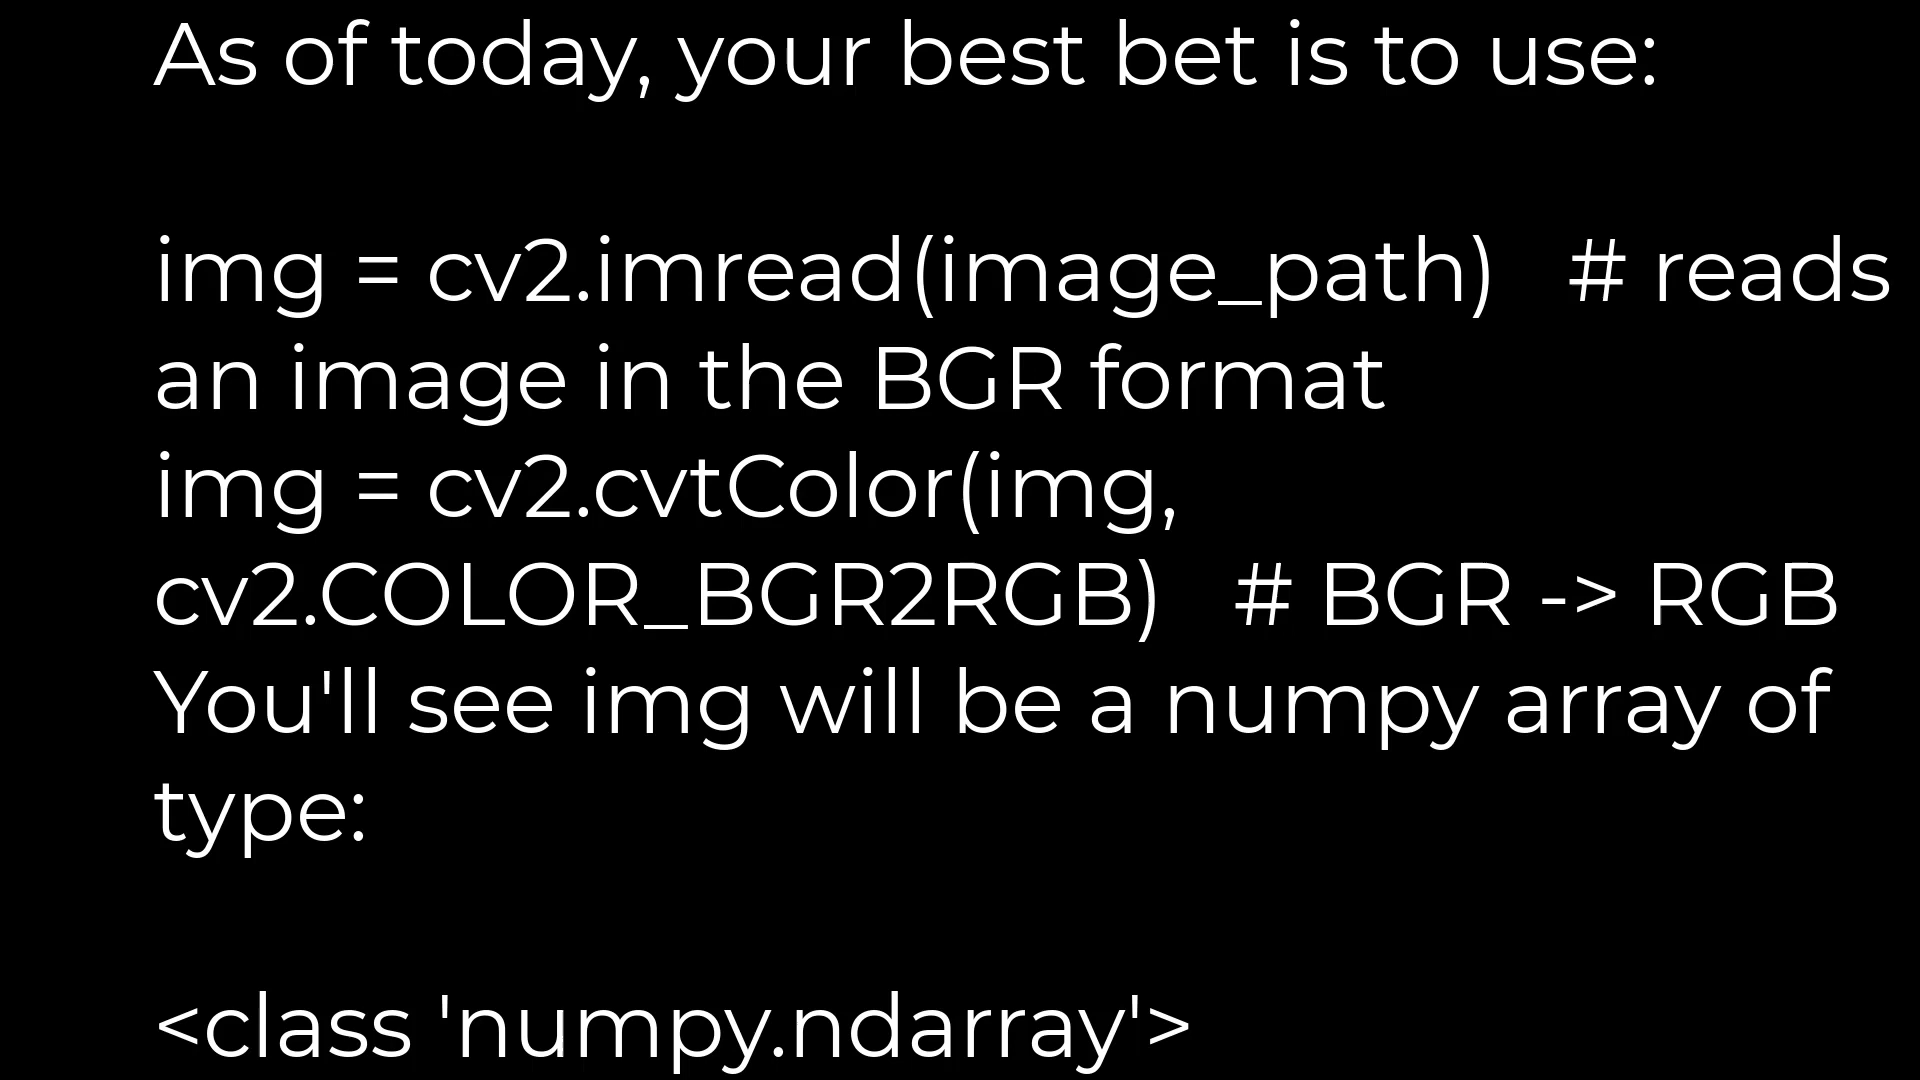 As of today, your best bet is to use:
img = cv2.imread(image_path)   # reads
an image in the BGR format
img = cv2.cvtColor(img,
cv2.COLOR_BGR2RGB)   # BGR -> RGB
You'll see img will be a numpy array of
type:
<class 'numpy.ndarray'>